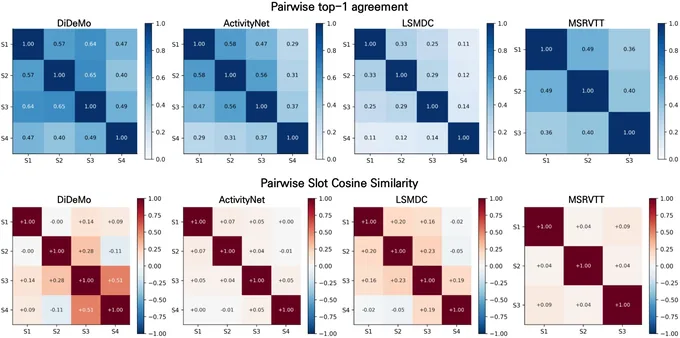 Pairwise top-1 agreement
DiDeMo ActivityNet LSMDC MSRVTT
S1 1.00 0.57 0.64 0.47
S2 0.57 1.00 0.65 0.40
S3 0.64 0.65 1.00 0.49
S4 0.47 0.40 0.49 1.00
S1 S2 S3 S4
1.0
0.8
0.6
0.4
0.2
0.0
S1 1.00 0.58 0.47 0.29
S2 0.58 1.00 0.56 0.31
S3 0.47 0.56 1.00 0.37
S4 0.29 0.31 0.37 1.00
S1 S2 S3 S4
1.0
0.8
0.6
0.4
0.2
0.0
S1 1.00 0.33 0.25 0.11
S2 0.33 1.00 0.29 0.12
S3 0.25 0.29 1.00 0.14
S4 0.11 0.12 0.14 1.00
S1 S2 S3 S4
1.0
0.8
0.6
0.4
0.2
0.0
S1 1.00 0.49 0.36
S2 0.49 1.00 0.40
S3 0.36 0.40 1.00
S1 S2 S3
1.0
0.8
0.6
0.4
0.2
0.0
Pairwise Slot Cosine Similarity
DiDeMo ActivityNet LSMDC MSRVTT
S1 +1.00 -0.00 +0.14 +0.09
S2 -0.00 +1.00 +0.28 -0.11
S3 +0.14 +0.28 +1.00 +0.51
S4 +0.09 -0.11 +0.51 +1.00
S1 S2 S3 S4
1.00
0.75
0.50
0.25
0.00
−0.25
−0.50
−0.75
−1.00
S1 +1.00 +0.07 +0.05 +0.00
S2 +0.07 +1.00 +0.04 -0.01
S3 +0.05 +0.04 +1.00 +0.05
S4 +0.00 -0.01 +0.05 +1.00
S1 S2 S3 S4
1.00
0.75
0.50
0.25
0.00
−0.25
−0.50
−0.75
−1.00
S1 +1.00 +0.20 +0.16 -0.02
S2 +0.20 +1.00 +0.23 -0.05
S3 +0.16 +0.23 +1.00 +0.19
S4 -0.02 -0.05 +0.19 +1.00
S1 S2 S3 S4
1.00
0.75
0.50
0.25
0.00
−0.25
−0.50
−0.75
−1.00
S1 +1.00 +0.04 +0.09
S2 +0.04 +1.00 +0.04
S3 +0.09 +0.04 +1.00
S1 S2 S3
1.00
0.75
0.50
0.25
0.00
−0.25
−0.50
−0.75
−1.00